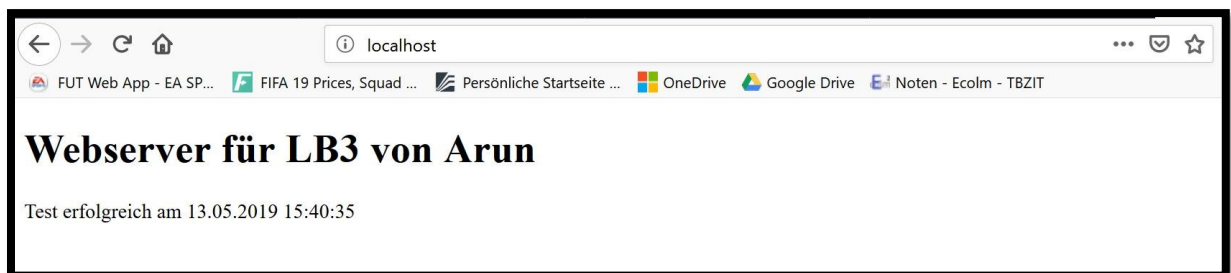 localhost
FUT Web App - EA SP... FIFA 19 Prices, Squad ... Persönliche Startseite ... OneDrive Google Drive Noten - Ecolm - TBZIT
Webserver für LB3 von Arun
Test erfolgreich am 13.05.2019 15:40:35